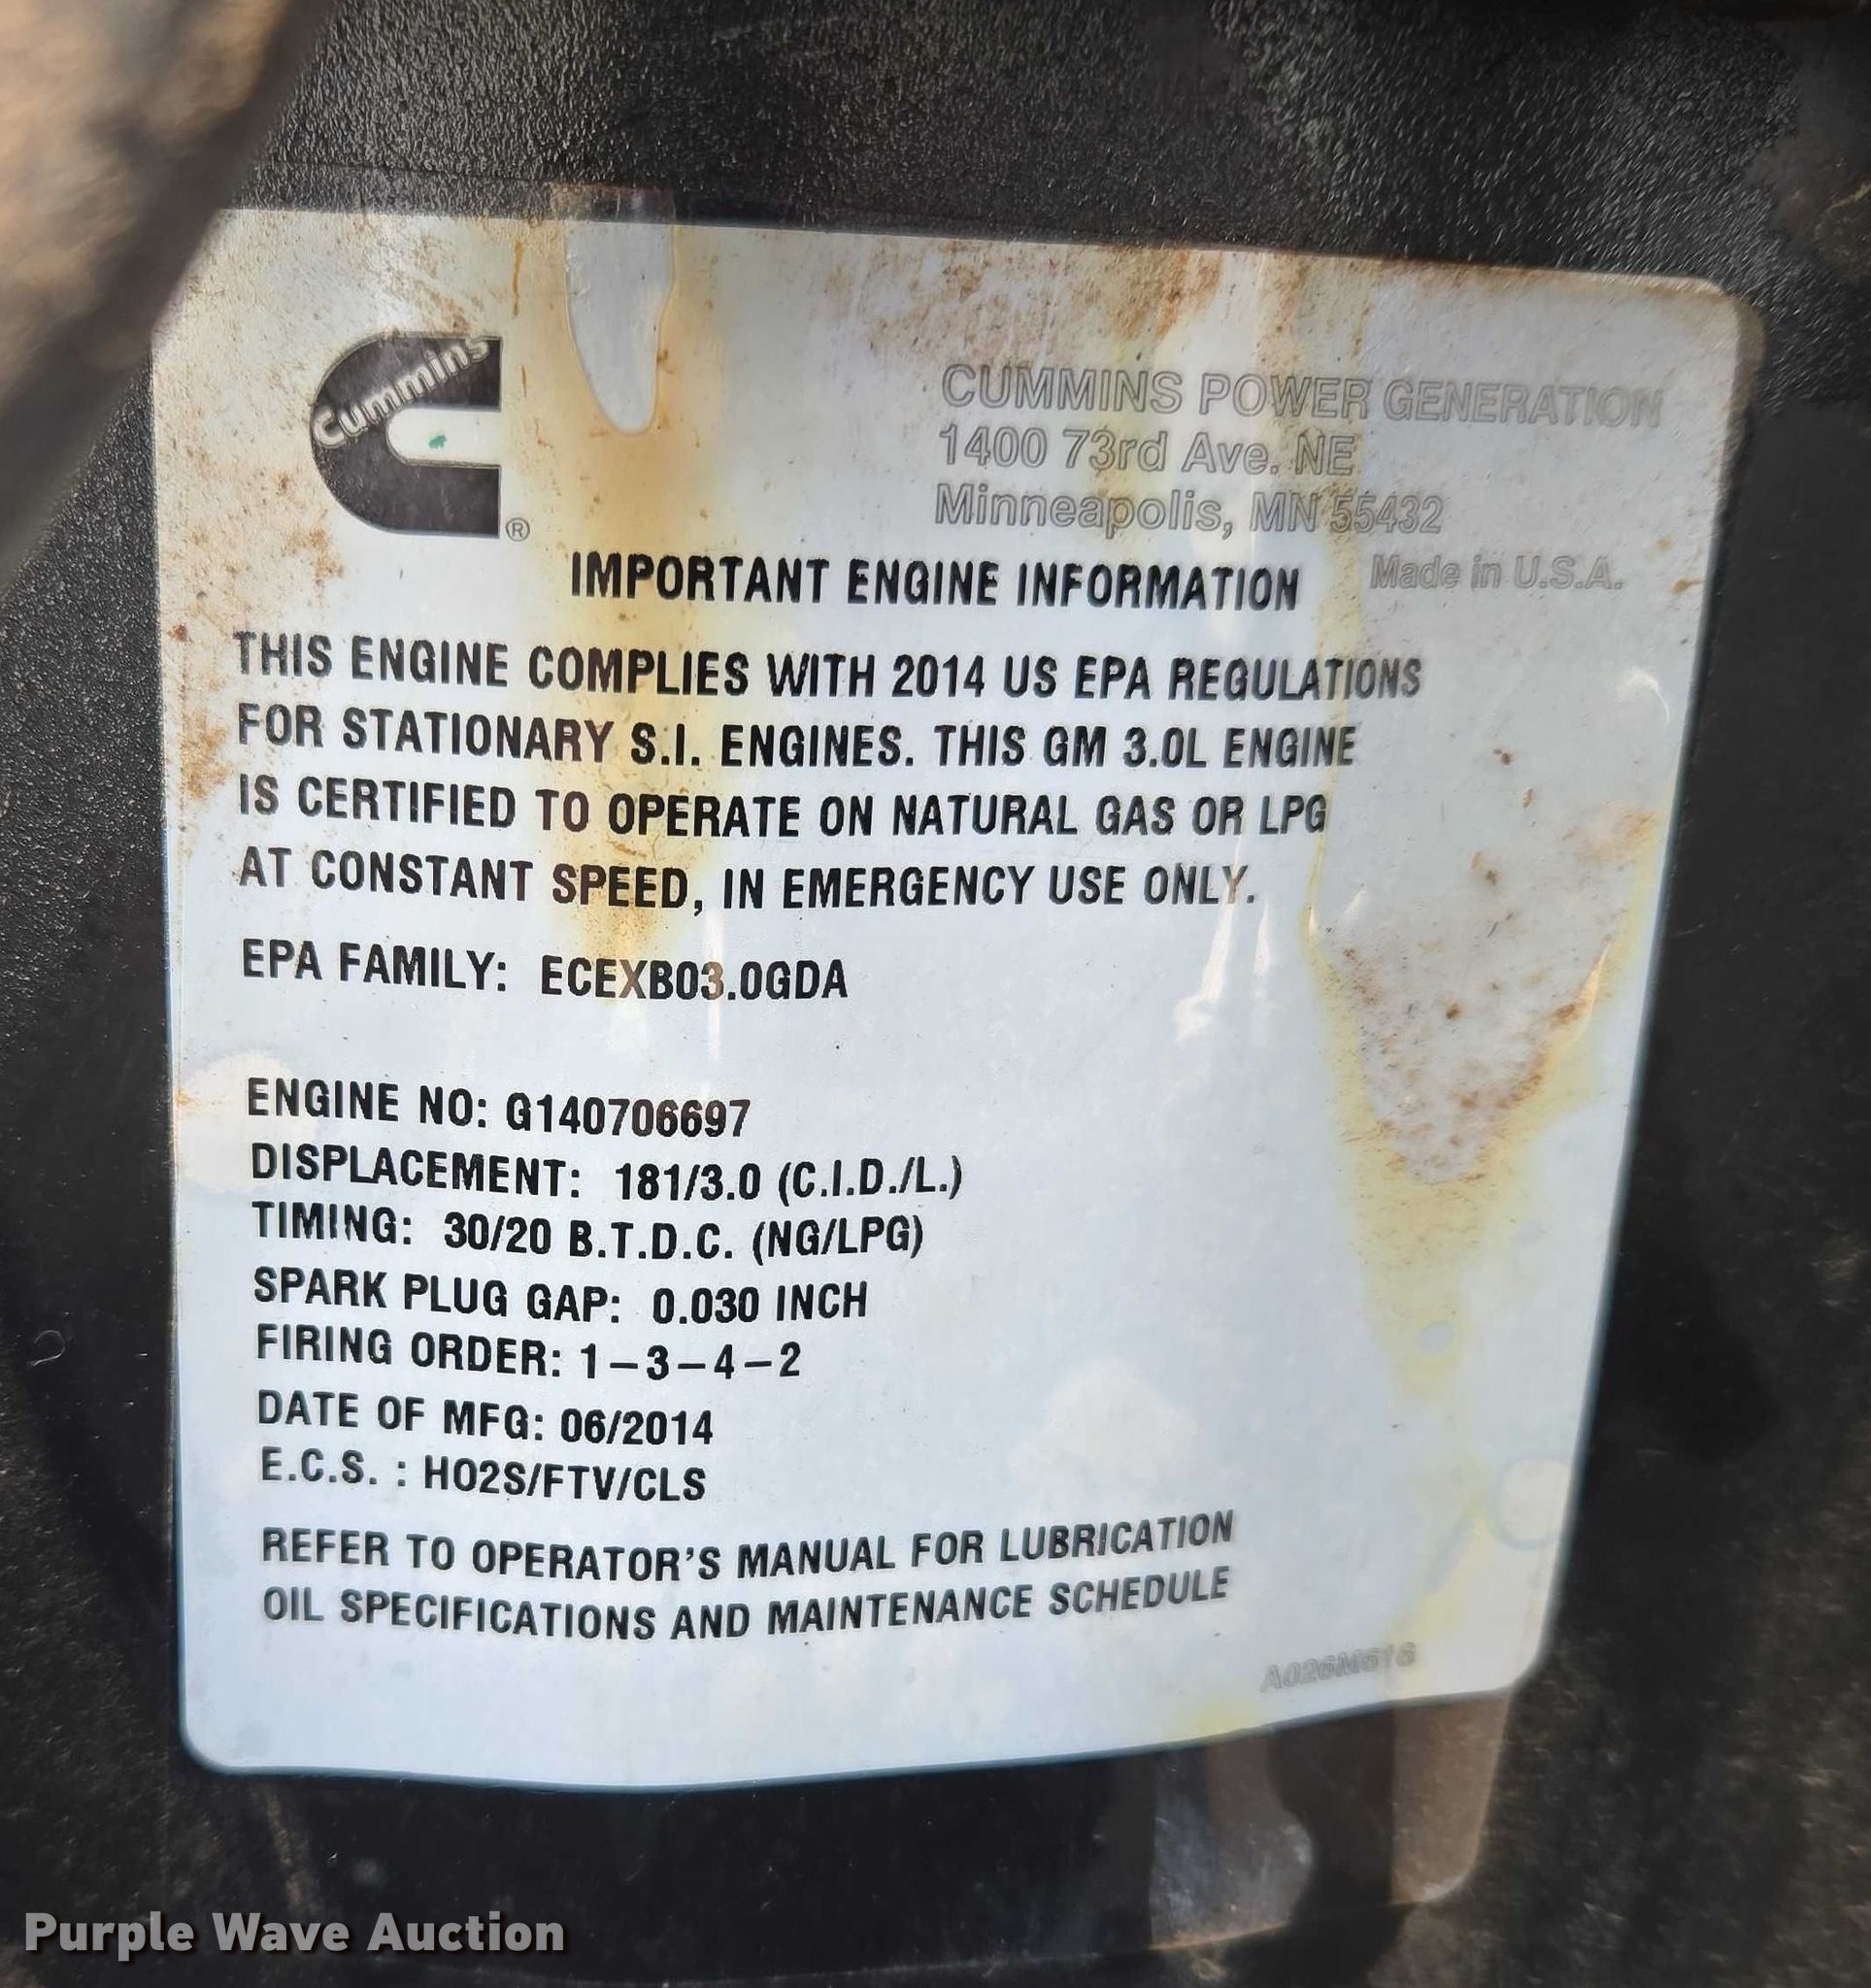 Cummins
®
CUMMINS POWER GENERATION
1400 73rd Ave. NE
Minneapolis, MN 55432
Made in U.S.A.
IMPORTANT ENGINE INFORMATION
THIS ENGINE COMPLIES WITH 2014 US EPA REGULATIONS
FOR STATIONARY S.I. ENGINES. THIS GM 3.0L ENGINE
IS CERTIFIED TO OPERATE ON NATURAL GAS OR LPG
AT CONSTANT SPEED, IN EMERGENCY USE ONLY.
EPA FAMILY: ECEXB03.0GDA
ENGINE NO: G140706697
DISPLACEMENT: 181/3.0 (C.I.D./L.)
TIMING: 30/20 B.T.D.C. (NG/LPG)
SPARK PLUG GAP: 0.030 INCH
FIRING ORDER: 1-3-4-2
DATE OF MFG: 06/2014
E.C.S. : HO2S/FTV/CLS
REFER TO OPERATOR'S MANUAL FOR LUBRICATION
OIL SPECIFICATIONS AND MAINTENANCE SCHEDULE
Purple Wave Auction